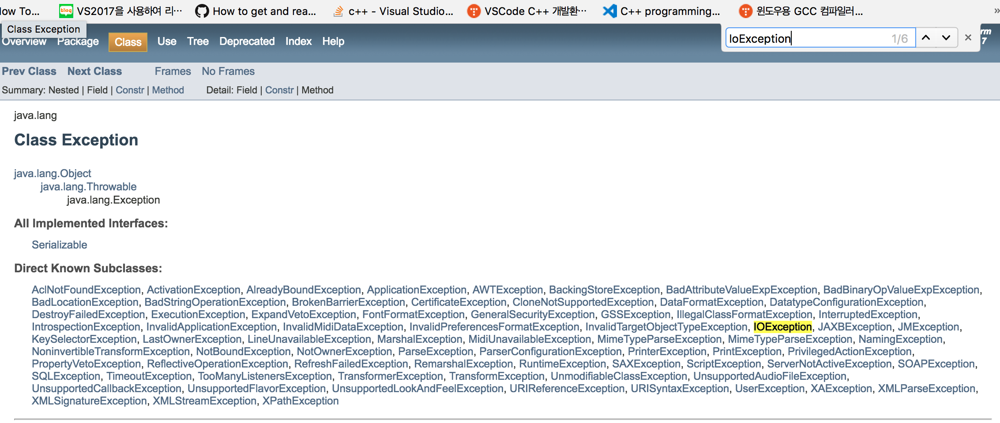 ow To...  VS2017을 사용하여 리…  How to get and rea...  c++ - Visual Studio...  VSCode C++ 개발환…  C++ programming...  윈도우용 GCC 컴파일러...  »
Class Exception
IoException 1/6
rm
7
Overview Package Class Use Tree Deprecated Index Help
Prev Class Next Class Frames No Frames
Summary: Nested | Field | Constr | Method Detail: Field | Constr | Method
java.lang
Class Exception
java.lang.Object
java.lang.Throwable
java.lang.Exception
All Implemented Interfaces:
Serializable
Direct Known Subclasses:
AclNotFoundException, ActivationException, AlreadyBoundException, ApplicationException, AWTException, BackingStoreException, BadAttributeValueExpException, BadBinaryOpValueExpException,
BadLocationException, BadStringOperationException, BrokenBarrierException, CertificateException, CloneNotSupportedException, DataFormatException, DatatypeConfigurationException,
DestroyFailedException, ExecutionException, ExpandVetoException, FontFormatException, GeneralSecurityException, GSSException, IllegalClassFormatException, InterruptedException,
IntrospectionException, InvalidApplicationException, InvalidMidiDataException, InvalidPreferencesFormatException, InvalidTargetObjectTypeException, IOException, JAXBException, JMException,
KeySelectorException, LastOwnerException, LineUnavailableException, MarshalException, MidiUnavailableException, MimeTypeParseException, MimeTypeParseException, NamingException,
NoninvertibleTransformException, NotBoundException, NotOwnerException, ParseException, ParserConfigurationException, PrinterException, PrintException, PrivilegedActionException,
PropertyVetoException, ReflectiveOperationException, RefreshFailedException, RemarshalException, RuntimeException, SAXException, ScriptException, ServerNotActiveException, SOAPException,
SQLException, TimeoutException, TooManyListenersException, TransformerException, TransformException, UnmodifiableClassException, UnsupportedAudioFileException,
UnsupportedCallbackException, UnsupportedFlavorException, UnsupportedLookAndFeelException, URIReferenceException, URISyntaxException, UserException, XAException, XMLParseException,
XMLSignatureException, XMLStreamException, XPathException